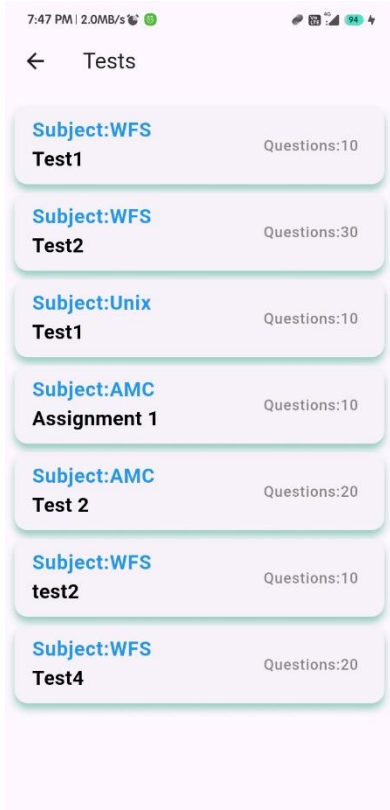 7:47 PM | 2.0MB/s
4G 94
Tests
Subject:WFS
Test1
Questions:10
Subject:WFS
Test2
Questions:30
Subject:Unix
Test1
Questions:10
Subject:AMC
Assignment 1
Questions:10
Subject:AMC
Test 2
Questions:20
Subject:WFS
test2
Questions:10
Subject:WFS
Test4
Questions:20